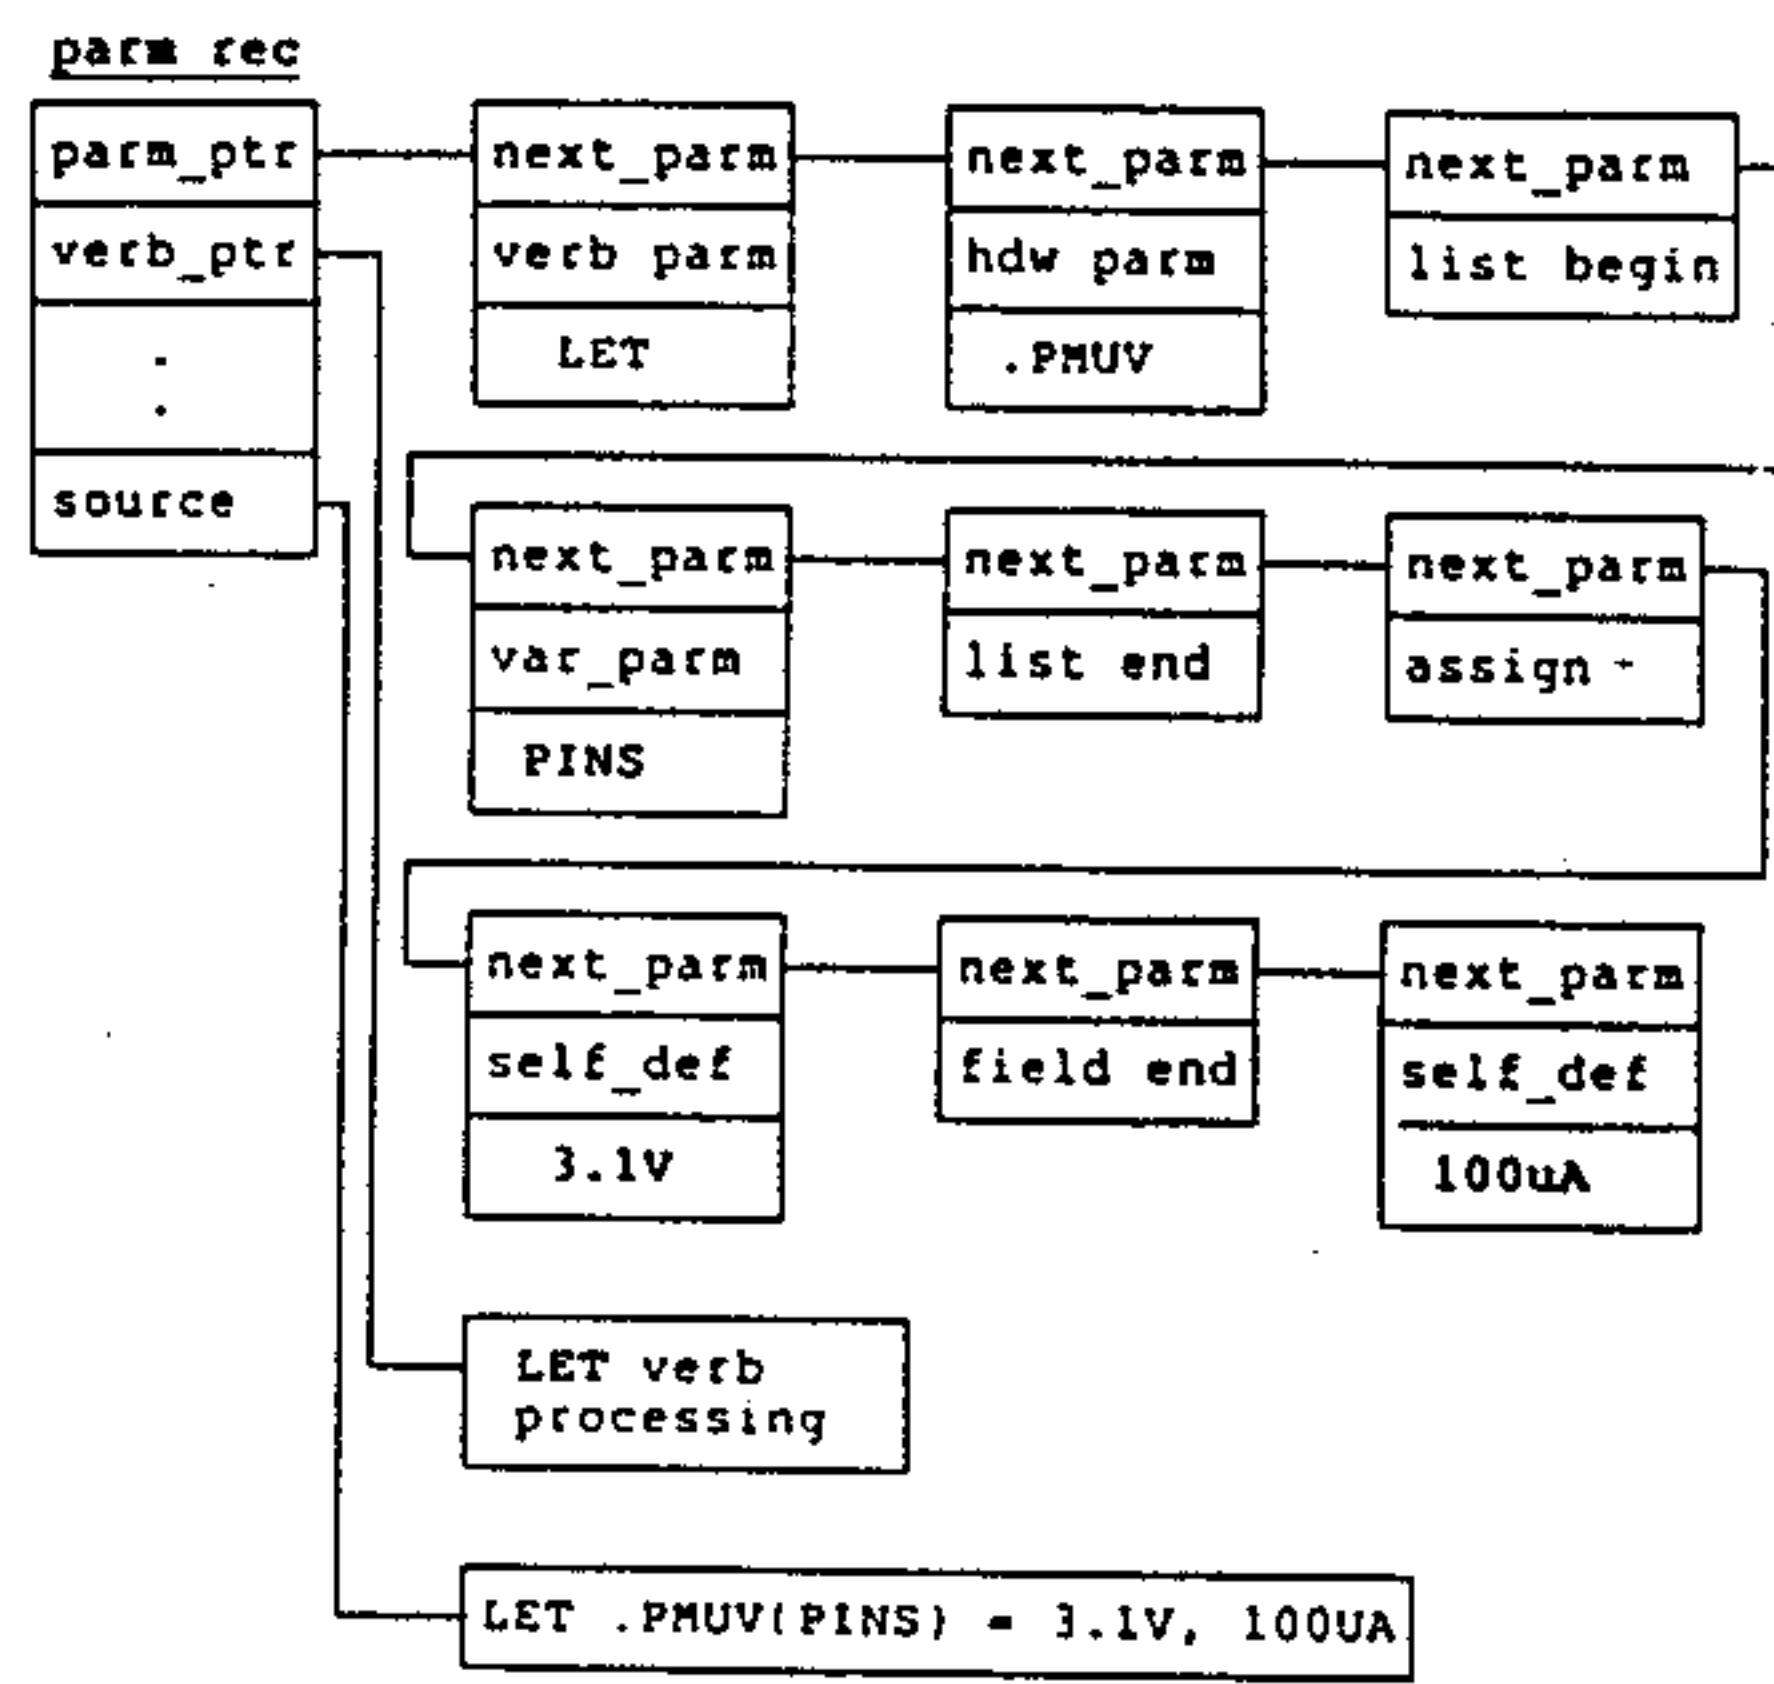 parm rec
parm_ptr
verb_ptr
.
.
source
next_parm
verb parm
LET
next_parm
hdw parm
.PMUV
next_parm
list begin
next_parm
var_parm
PINS
next_parm
list end
next_parm
assign
next_parm
self_def
3.1V
next_parm
field end
next_parm
self_def
100uA
LET verb
processing
LET .PMUV(PINS) = 3.1V, 100UA